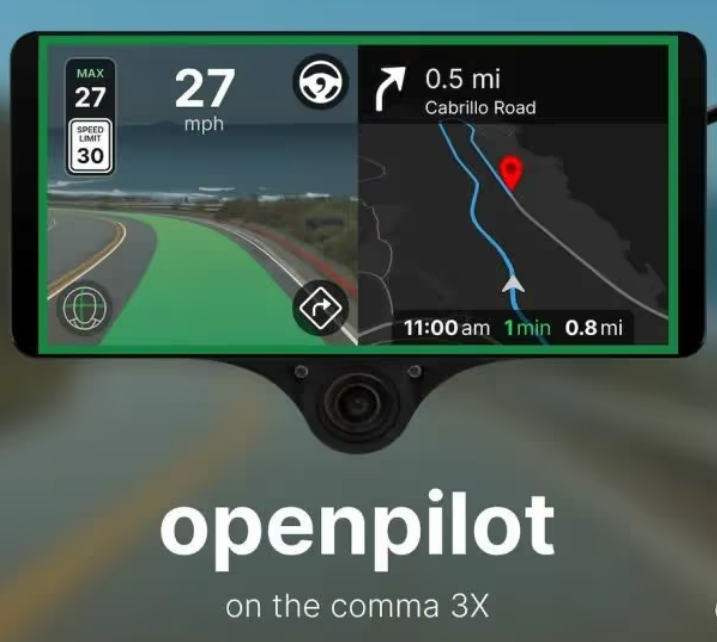 MAX
27
SPEED
LIMIT
30
27
mph
0.5 mi
Cabrillo Road
11:00 am 1 min 0.8 mi
openpilot
on the comma 3X